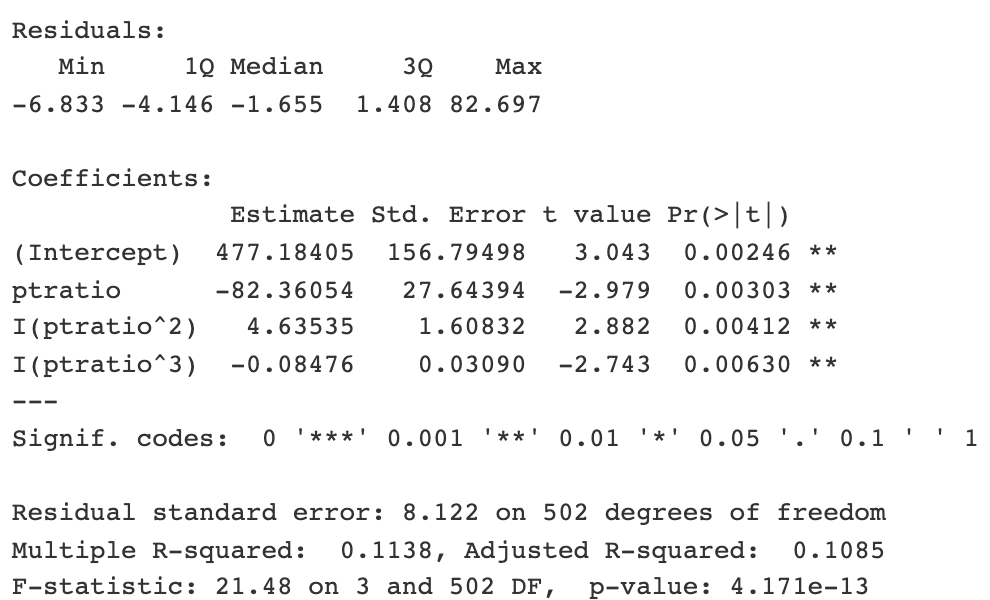 Residuals:
   Min     1Q Median     3Q    Max
-6.833 -4.146 -1.655  1.408 82.697
Coefficients:
              Estimate Std. Error t value Pr(>|t|)
(Intercept)  477.18405  156.79498   3.043  0.00246 **
ptratio      -82.36054   27.64394  -2.979  0.00303 **
I(ptratio^2)   4.63535    1.60832   2.882  0.00412 **
I(ptratio^3)  -0.08476    0.03090  -2.743  0.00630 **
---
Signif. codes:  0 '***' 0.001 '**' 0.01 '*' 0.05 '.' 0.1 ' ' 1
Residual standard error: 8.122 on 502 degrees of freedom
Multiple R-squared:  0.1138, Adjusted R-squared:  0.1085
F-statistic: 21.48 on 3 and 502 DF,  p-value: 4.171e-13